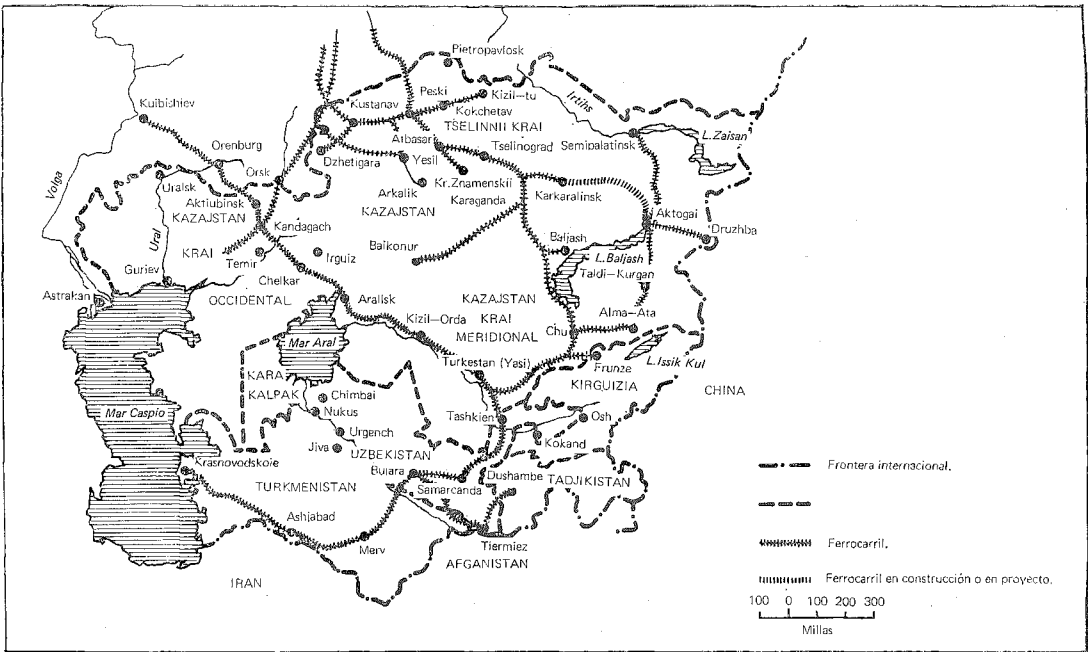 Pietropavlosk
Kuibishiev
Kustanav
Peski
Kizil-tu
Kokchetav
Irtihs
TSELINNII KRAI
L. Zaisan
Orenburg
Atbasar
Tselinograd
Semipalatinsk
Orsk
Dzhetigara
Yesil
Volga
Uralsk
Kr. Znamenskii
Aktiubinsk
Arkalik
Karkaralinsk
KAZAJSTAN
KAZAJSTAN
Karaganda
Aktogai
Kandagach
Druzhba
Ural
KRAI
Baikonur
Baljash
Temir
Irguiz
L. Baljash
Guriev
Chelkar
Taldi-Kurgan
Astrakan
OCCIDENTAL
Aralisk
KAZAJSTAN
Kizil-Orda
KRAI
Alma-Ata
MERIDIONAL
Chu
Mar Aral
Turkestan (Yasi)
Frunze
L. Issik Kul
KARA
KIRGUIZIA
CHINA
KALPAK
Chimbai
Mar Caspio
Nukus
Tashkien
Osh
Urgench
Kokand
Jiva
UZBEKISTAN
Krasnovodskoie
Bujara
Dushambe
TADJIKISTAN
TURKMENISTAN
Samarcanda
Ashjabad
Merv
Tiermiez
AFGANISTAN
IRAN
Frontera internacional.
Ferrocarril.
Ferrocarril en construcción o en proyecto.
100 0 100 200 300
Millas